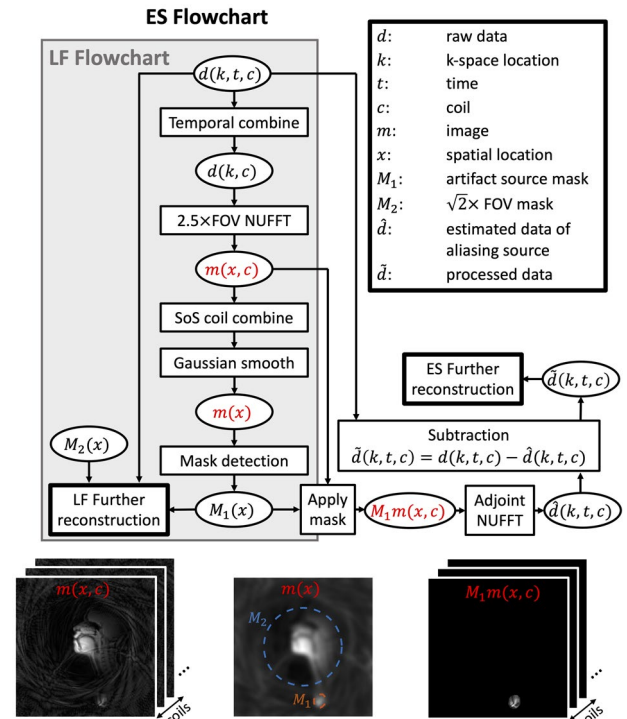 ES Flowchart
LF Flowchart
d(k, t, c)
Temporal combine
d(k, c)
2.5×FOV NUFFT
m(x, c)
SoS coil combine
Gaussian smooth
m(x)
Mask detection
M₂(x)
LF Further
reconstruction
M₁(x)
Apply
mask
M₁m(x, c)
Adjoint
NUFFT
d̂(k, t, c)
Subtraction
d̃(k, t, c) = d(k, t, c) − d̂(k, t, c)
ES Further
reconstruction
d̃(k, t, c)
d: raw data
k: k-space location
t: time
c: coil
m: image
x: spatial location
M₁: artifact source mask
M₂: √2× FOV mask
d̂: estimated data of
aliasing source
d̃: processed data
m(x, c)
...
m(x)
M₂
M₁
M₁m(x, c)
...